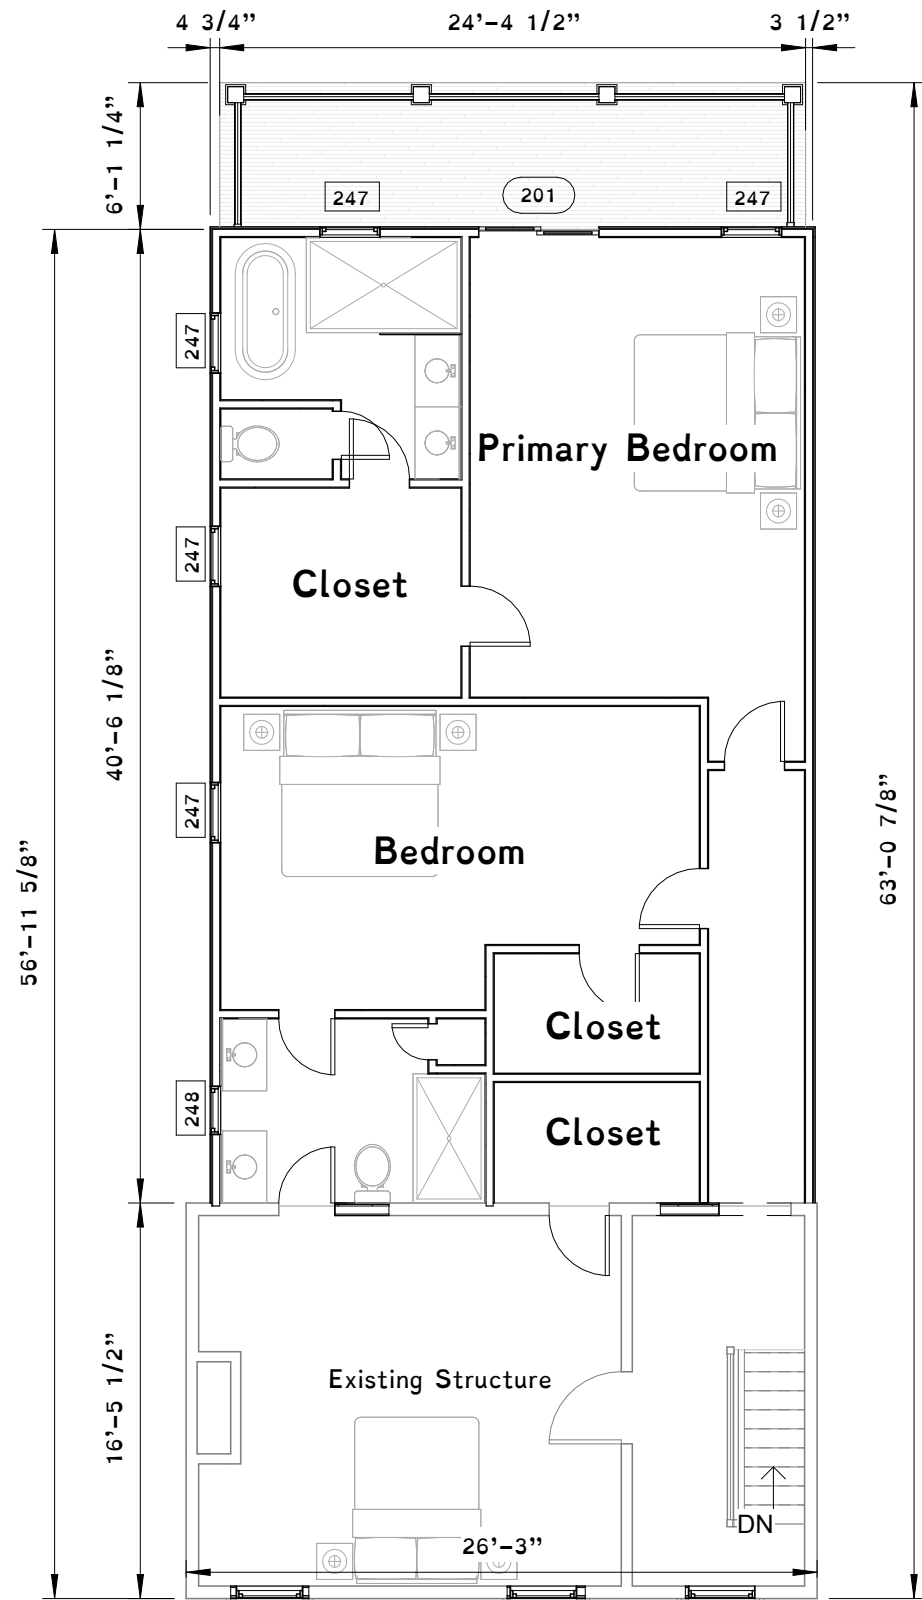 4 3/4” 24’-4 1/2” 3 1/2”
6’-1 1/4”
247
201
247
247
Primary Bedroom
247
Closet
40’-6 1/8”
247
Bedroom
63’-0 7/8”
56’-11 5/8”
Closet
248
Closet
16’-5 1/2”
Existing Structure
DN
26’-3”